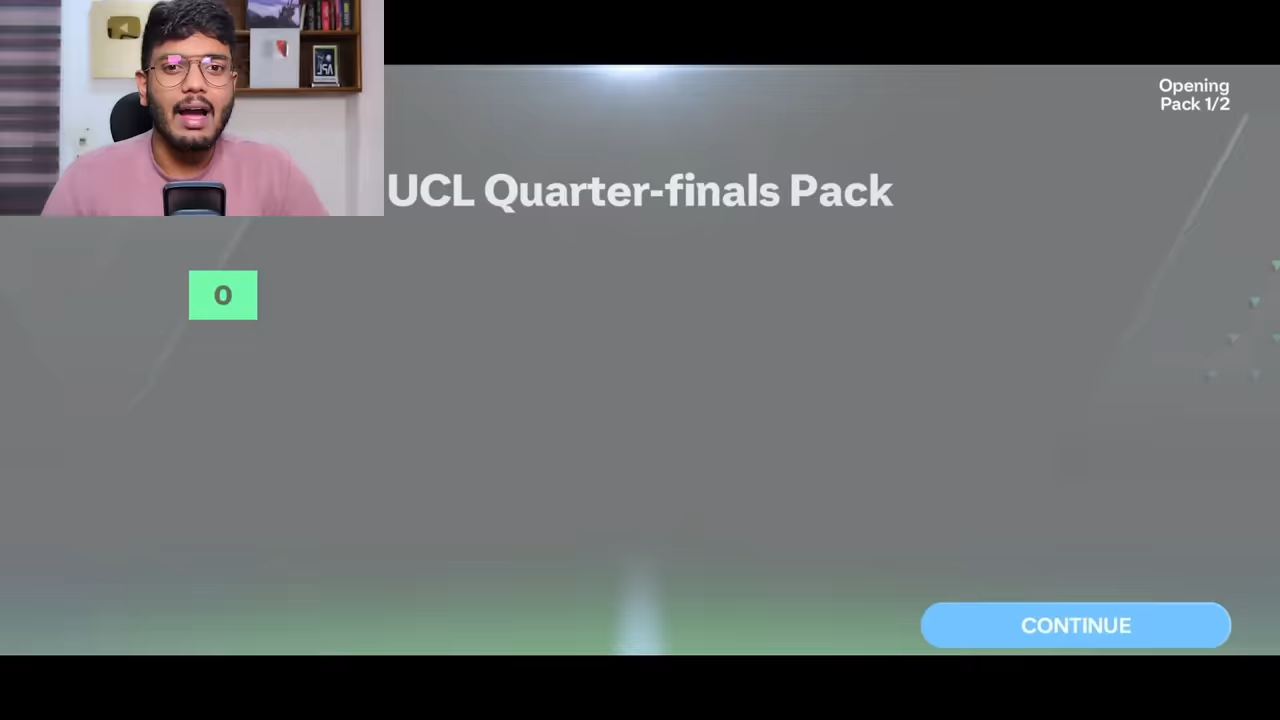 Opening
Pack 1/2
UCL Quarter-finals Pack
0
CONTINUE